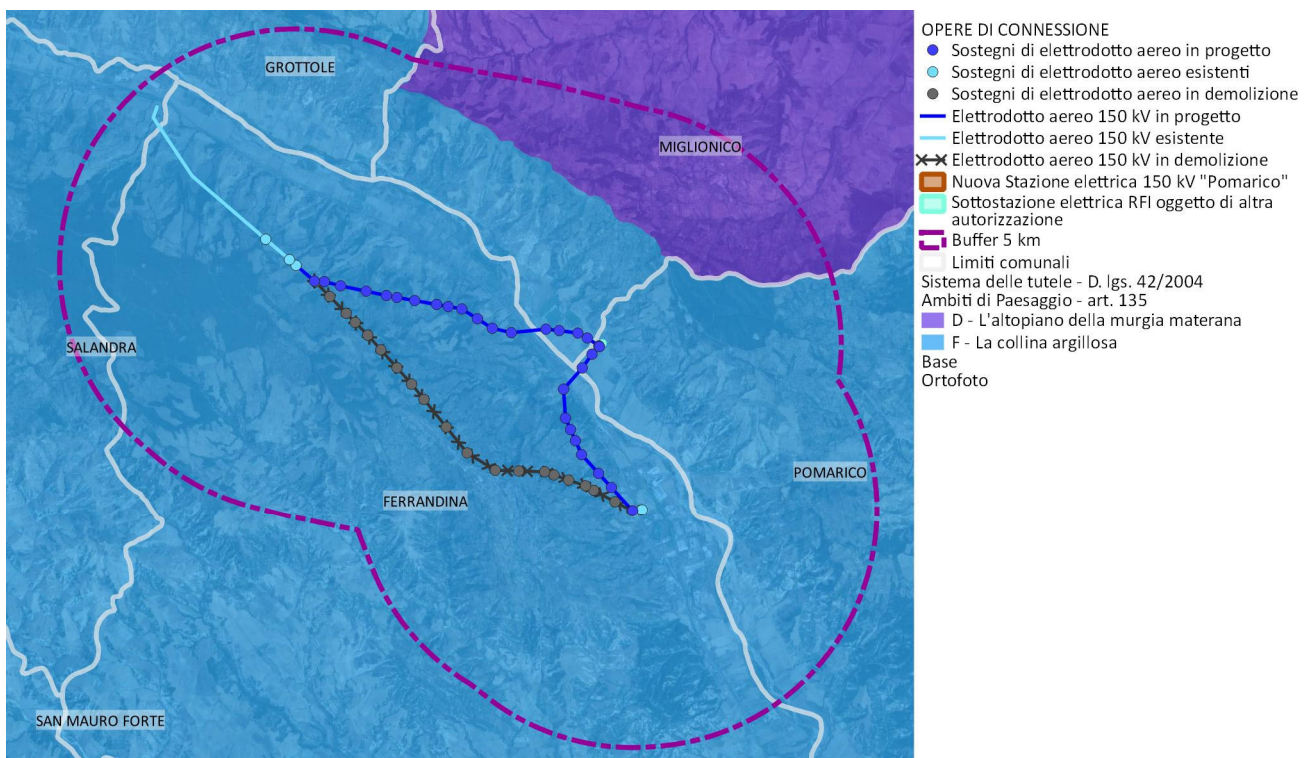 GROTTOLE
MIGLIONICO
SALANDRA
FERRANDINA
POMARICO
SAN MAURO FORTE
OPERE DI CONNESSIONE
Sostegni di elettrodotto aereo in progetto
Sostegni di elettrodotto aereo esistenti
Sostegni di elettrodotto aereo in demolizione
Elettrodotto aereo 150 kV in progetto
Elettrodotto aereo 150 kV esistente
Elettrodotto aereo 150 kV in demolizione
Nuova Stazione elettrica 150 kV "Pomarico"
Sottostazione elettrica RFI oggetto di altra
autorizzazione
Buffer 5 km
Limiti comunali
Sistema delle tutele - D. lgs. 42/2004
Ambiti di Paesaggio - art. 135
D - L'altopiano della murgia materana
F - La collina argillosa
Base
Ortofoto